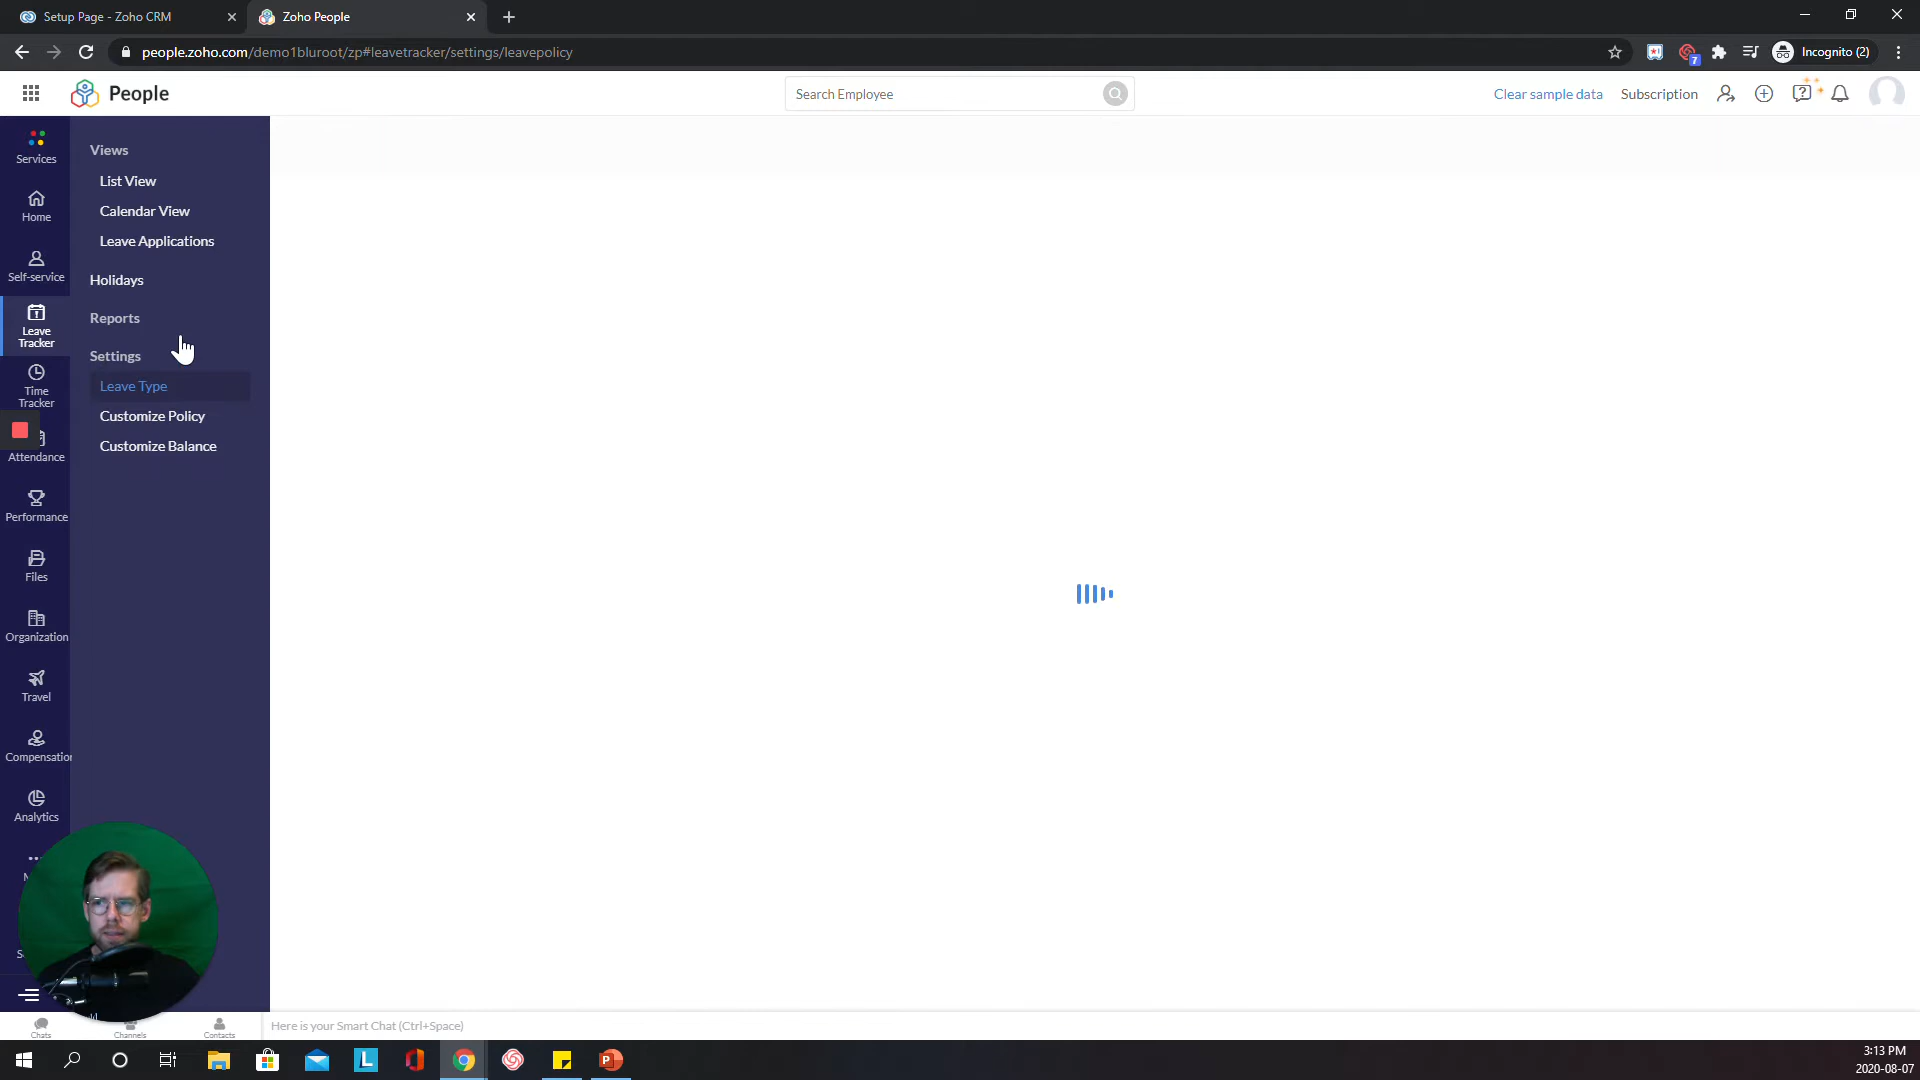 Setup Page - Zoho CRM
Zoho People
people.zoho.com/demo1bluroot/zp#leavetracker/settings/leavepolicy
7
Incognito (2)
People
Search Employee
Clear sample data
Subscription
Services
Home
Self-service
Leave
Tracker
Time
Tracker
Attendance
Performance
Files
Organization
Travel
Compensation
Analytics
Views
List View
Calendar View
Leave Applications
Holidays
Reports
Settings
Leave Type
Customize Policy
Customize Balance
Chats
Channels
Contacts
Here is your Smart Chat (Ctrl+Space)
3:13 PM
2020-08-07